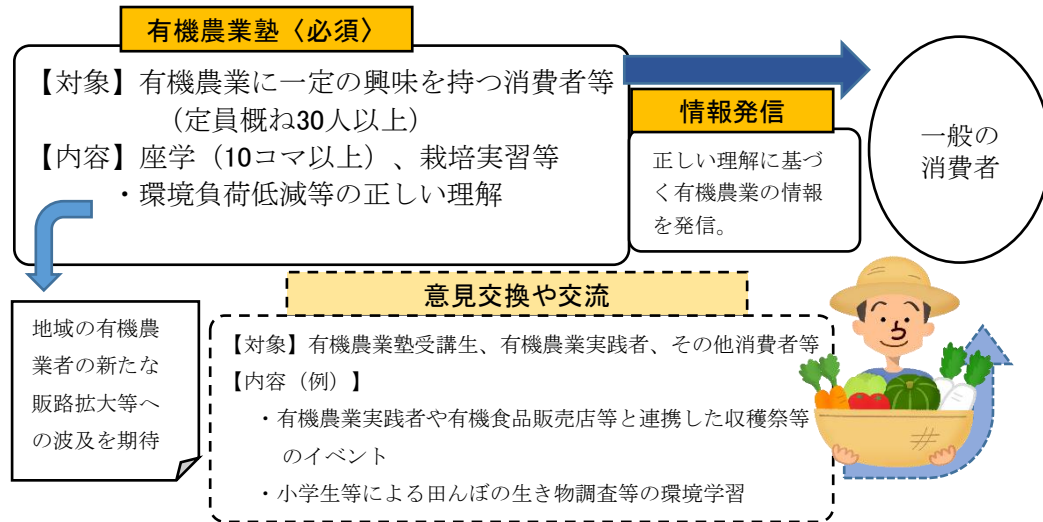 有機農業塾〈必須〉
【対象】有機農業に一定の興味を持つ消費者等
（定員概ね30人以上）
【内容】座学（10コマ以上）、栽培実習等
・環境負荷低減等の正しい理解
情報発信
正しい理解に基づ
く有機農業の情報
を発信。
一般の
消費者
地域の有機農
業者の新たな
販路拡大等へ
の波及を期待
意見交換や交流
【対象】有機農業塾受講生、有機農業実践者、その他消費者等
【内容（例）】
・有機農業実践者や有機食品販売店等と連携した収穫祭等
のイベント
・小学生等による田んぼの生き物調査等の環境学習